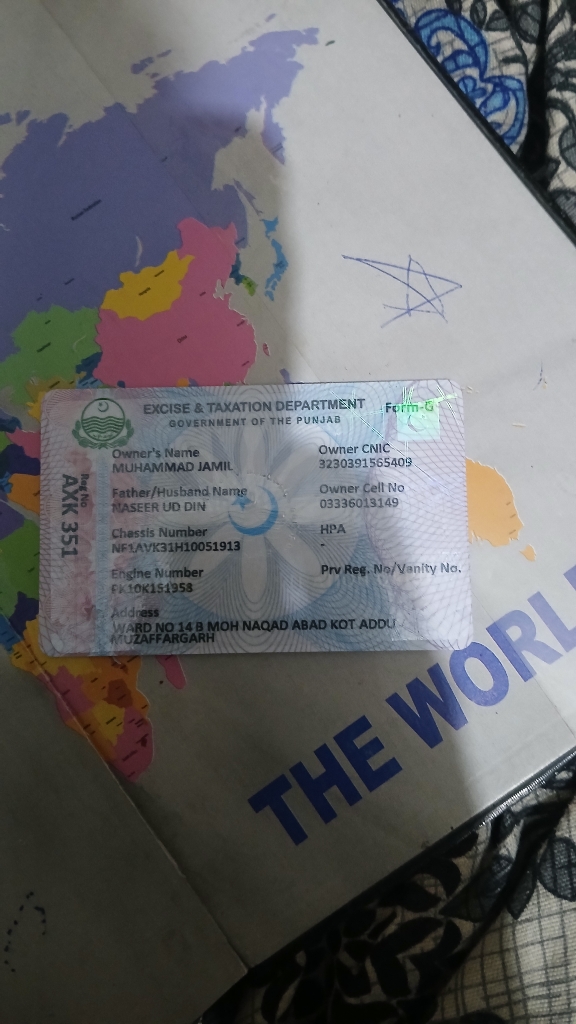 EXCISE & TAXATION DEPARTMENT
GOVERNMENT OF THE PUNJAB
Form-G
Reg No
AXK 351
Owner's Name
MUHAMMAD JAMIL
Owner CNIC
3230391565409
Father/Husband Name
NASEER UD DIN
Owner Cell No
03336013149
Chassis Number
NF1AVK31H10051913
HPA
-
Engine Number
FK10K151958
Prv Reg. No/Vanity No.
Address
WARD NO 14 B MOH NAQAD ABAD KOT ADDU
MUZAFFARGARH
THE WORL